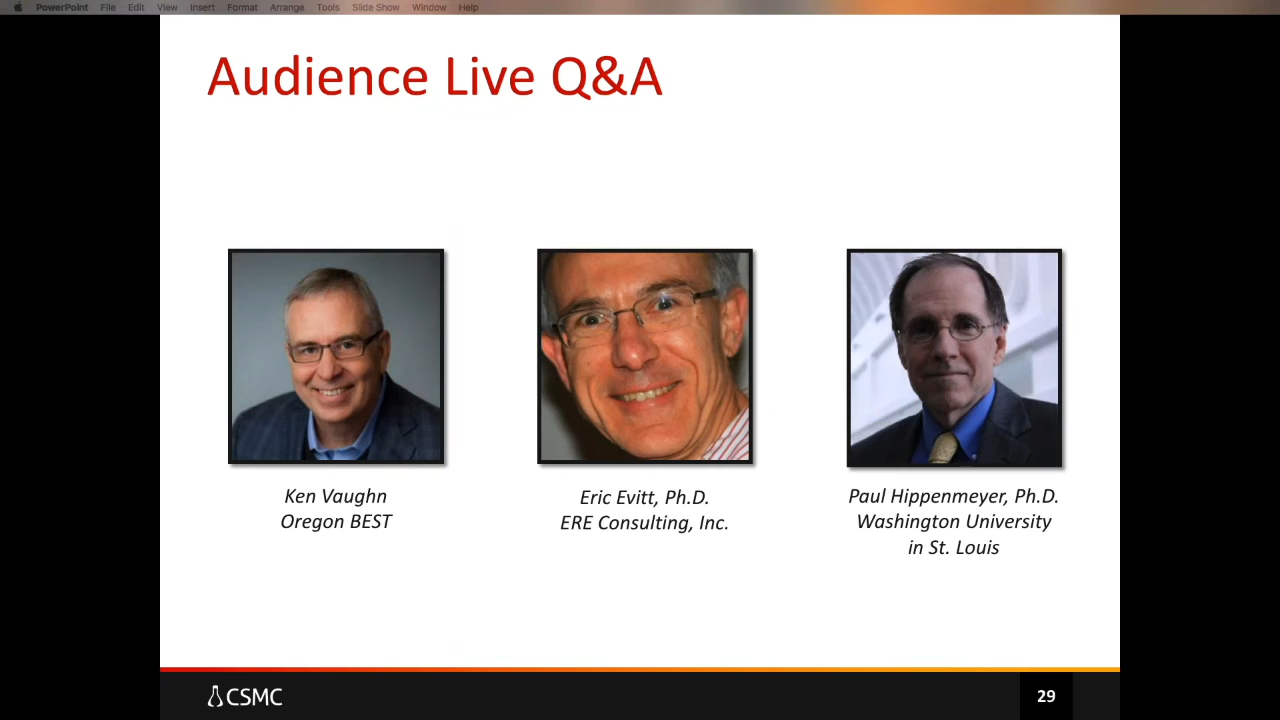 PowerPoint File Edit View Insert Format Arrange Tools Slide Show Window Help
Audience Live Q&A
Ken Vaughn
Oregon BEST
Eric Evitt, Ph.D.
ERE Consulting, Inc.
Paul Hippenmeyer, Ph.D.
Washington University
in St. Louis
CSMC
29